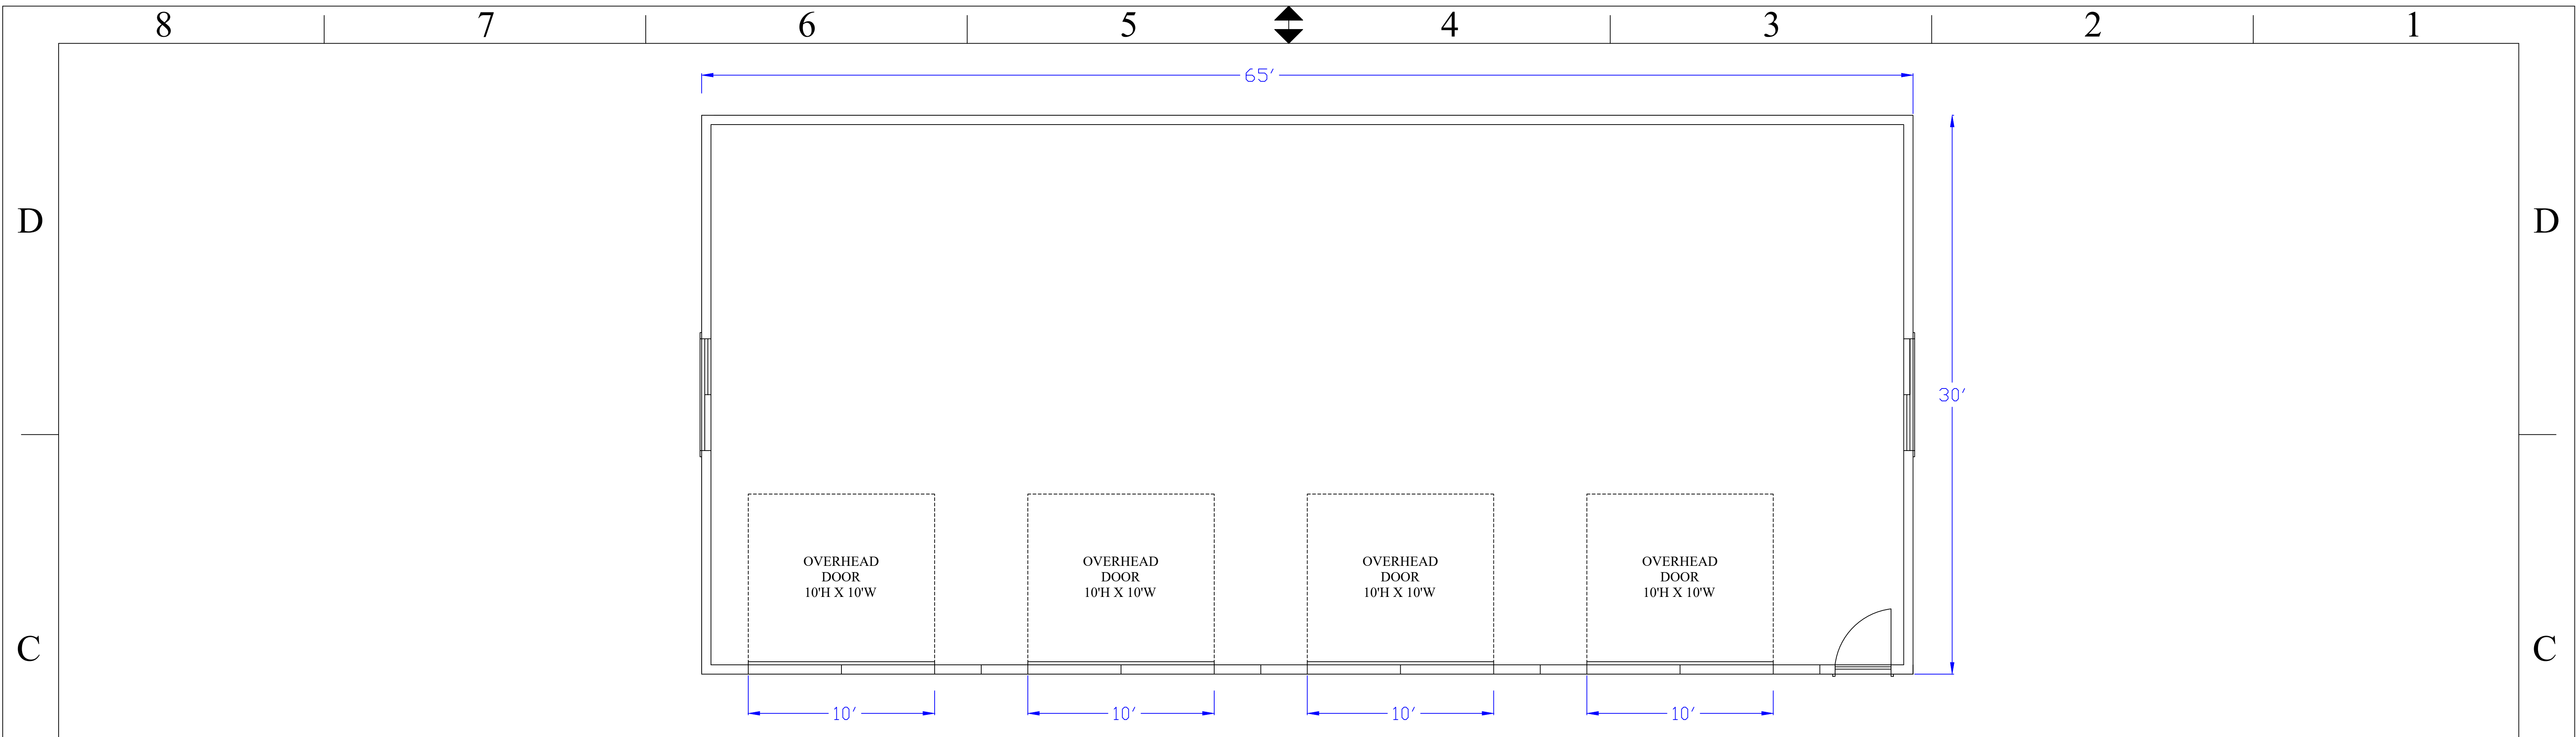 8 7 6 5 4 3 2 1
65'
D D
30'
OVERHEAD
DOOR
10'H X 10'W
OVERHEAD
DOOR
10'H X 10'W
OVERHEAD
DOOR
10'H X 10'W
OVERHEAD
DOOR
10'H X 10'W
C C
10' 10' 10' 10'